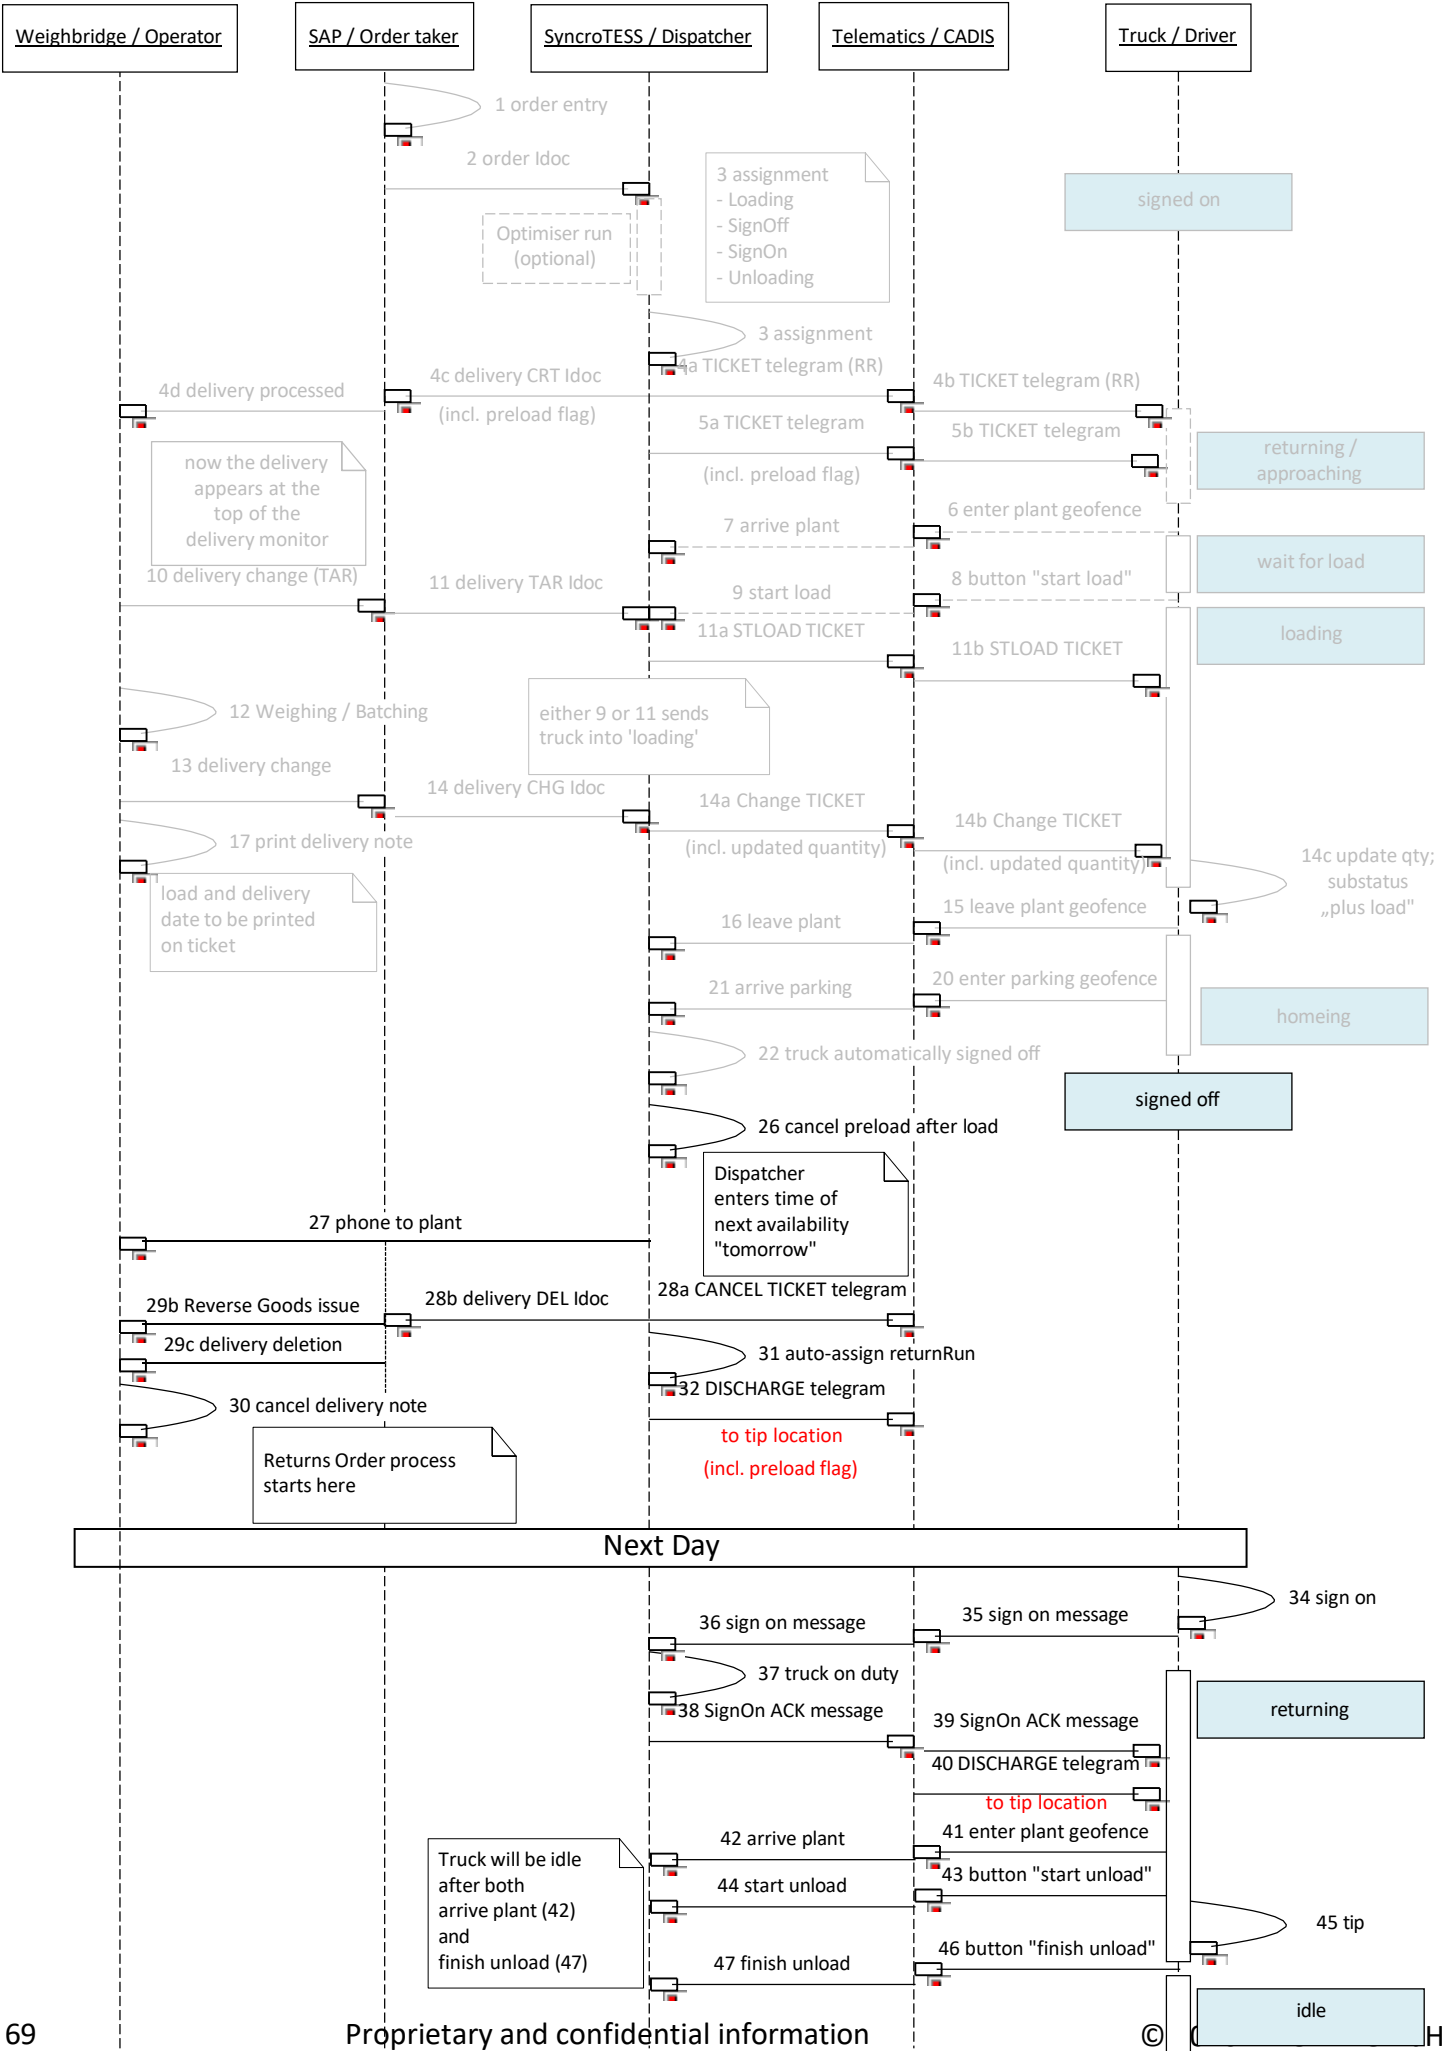 Weighbridge / Operator
SAP / Order taker
SyncroTESS / Dispatcher
Telematics / CADIS
Truck / Driver
1 order entry
2 order Idoc
3 assignment
- Loading
- SignOff
- SignOn
- Unloading
signed on
Optimiser run
(optional)
3 assignment
4a TICKET telegram (RR)
4c delivery CRT Idoc
(incl. preload flag)
4d delivery processed
4b TICKET telegram (RR)
5a TICKET telegram
(incl. preload flag)
5b TICKET telegram
returning /
approaching
now the delivery
appears at the
top of the
delivery monitor
6 enter plant geofence
7 arrive plant
wait for load
10 delivery change (TAR)
11 delivery TAR Idoc
9 start load
8 button "start load"
11a STLOAD TICKET
loading
11b STLOAD TICKET
12 Weighing / Batching
either 9 or 11 sends
truck into 'loading'
13 delivery change
14 delivery CHG Idoc
14a Change TICKET
(incl. updated quantity)
14b Change TICKET
(incl. updated quantity)
17 print delivery note
14c update qty;
substatus
„plus load"
load and delivery
date to be printed
on ticket
15 leave plant geofence
16 leave plant
20 enter parking geofence
21 arrive parking
homeing
22 truck automatically signed off
signed off
26 cancel preload after load
Dispatcher
enters time of
next availability
"tomorrow"
27 phone to plant
28a CANCEL TICKET telegram
28b delivery DEL Idoc
29b Reverse Goods issue
29c delivery deletion
31 auto-assign returnRun
32 DISCHARGE telegram
to tip location
(incl. preload flag)
30 cancel delivery note
Returns Order process
starts here
Next Day
34 sign on
35 sign on message
36 sign on message
37 truck on duty
38 SignOn ACK message
returning
39 SignOn ACK message
40 DISCHARGE telegram
to tip location
41 enter plant geofence
42 arrive plant
Truck will be idle
after both
arrive plant (42)
and
finish unload (47)
43 button "start unload"
44 start unload
45 tip
46 button "finish unload"
47 finish unload
idle
69
Proprietary and confidential information
©
H